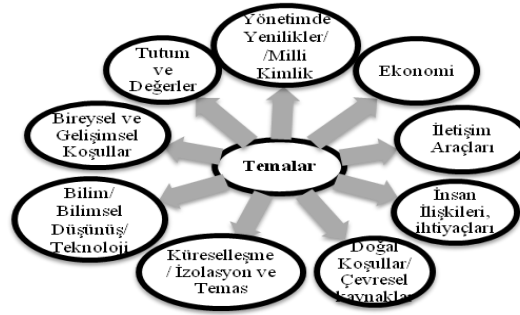 Yönetimde
Yenilikler/
/Milli
Kimlik
Ekonomi
İletişim
Araçları
İnsan
İlişkileri,
ihtiyaçları
Doğal
Koşullar/
Çevresel
kaynaklar
Küreselleşme
/ İzolasyon ve
Temas
Bilim/
Bilimsel
Düşünüş/
Teknoloji
Bireysel ve
Gelişimsel
Koşullar
Tutum
ve
Değerler
Temalar